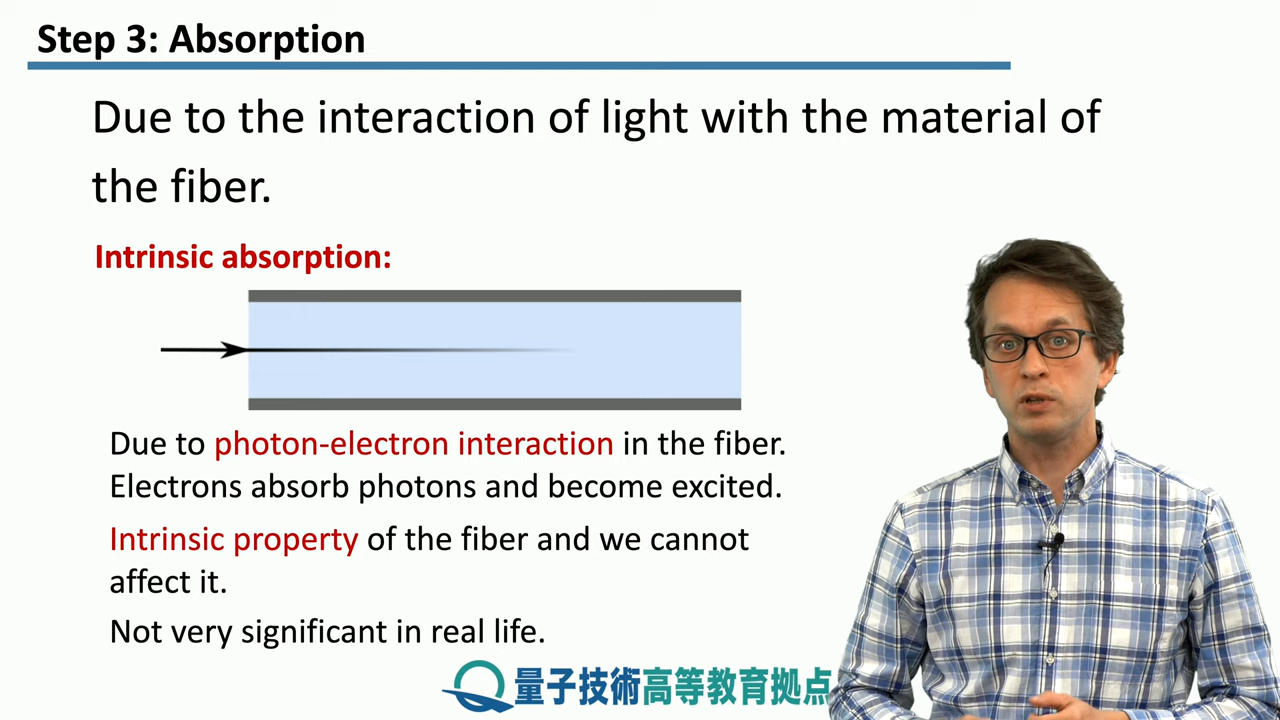 Step 3: Absorption
Due to the interaction of light with the material of
the fiber.
Intrinsic absorption:
Due to photon-electron interaction in the fiber.
Electrons absorb photons and become excited.
Intrinsic property of the fiber and we cannot
affect it.
Not very significant in real life.
量子技術高等教育拠点